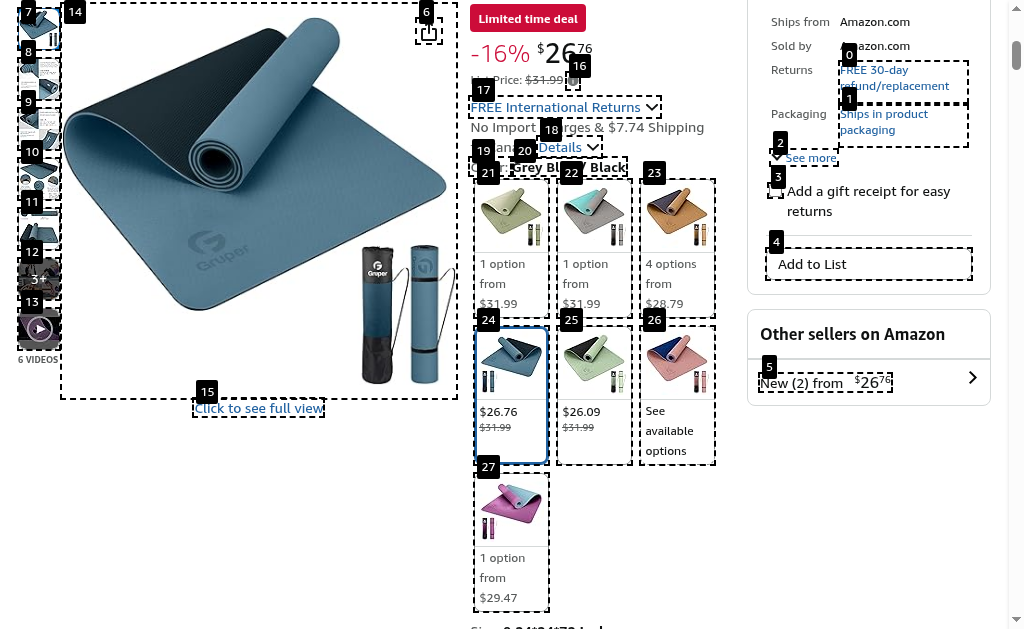 7
14
6
8
9
10
11
12
3+
13
6 VIDEOS
Gruper
Gruper
15
Click to see full view
Limited time deal
-16% $26 76
16
List Price: $31.99
17
FREE International Returns
18
No Import Charges & $7.74 Shipping
19
20
Details
Grey Bl / Black
21
22
23
1 option from $31.99
1 option from $31.99
4 options from $28.79
24
25
26
$26.76
$31.99
$26.09
$31.99
See available options
27
1 option from $29.47
Ships from Amazon.com
Sold by Amazon.com
0
Returns FREE 30-day
refund/replacement
1
Packaging Ships in product
packaging
2
See more
3
Add a gift receipt for easy
returns
4
Add to List
Other sellers on Amazon
5
New (2) from $26 76